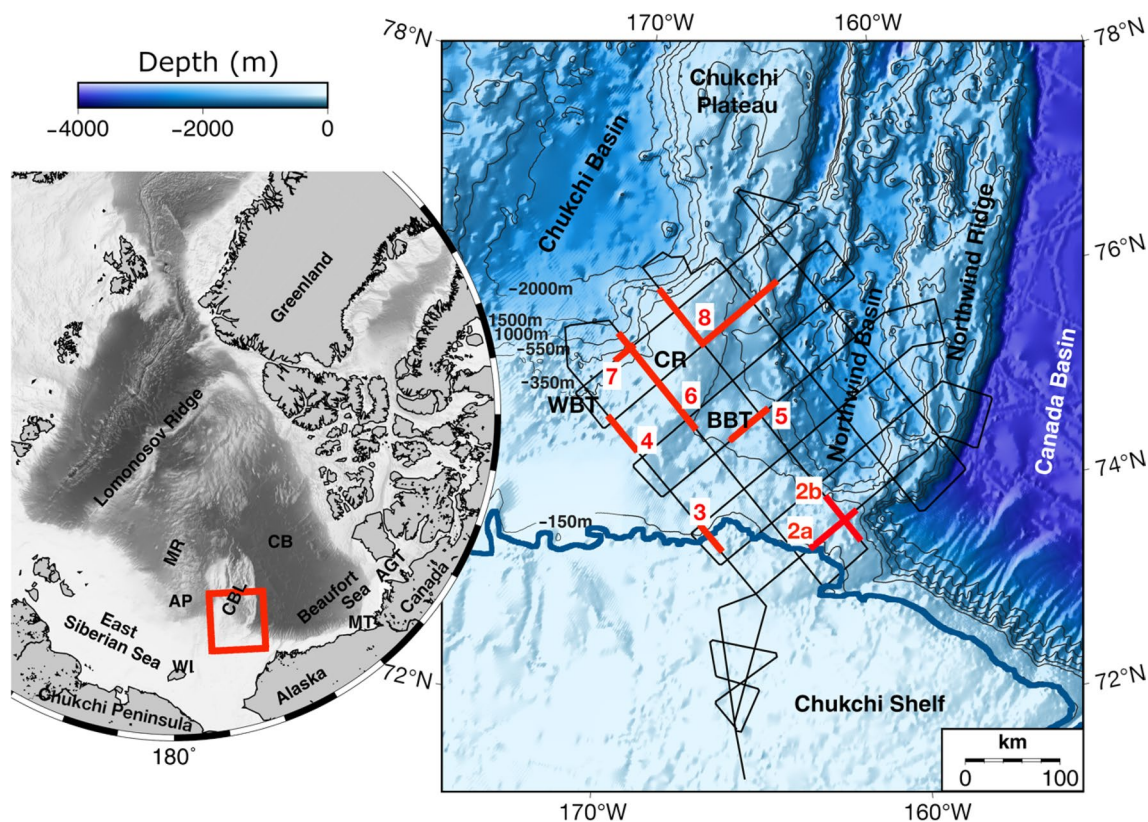 Depth (m)
−4000
−2000
0
Greenland
Lomonosov Ridge
MR
CB
AP
CBL
Beaufort
Sea
AGT
MT
Canada
East
Siberian Sea
WI
Alaska
Chukchi Peninsula
180°
170°W
160°W
78°N
78°N
Chukchi
Plateau
Chukchi Basin
Northwind Ridge
76°N
76°N
−2000m
1500m
1000m
−550m
−350m
8
CR
7
6
WBT
BBT
5
4
Northwind Basin
Canada Basin
74°N
74°N
2b
3
2a
−150m
72°N
72°N
Chukchi Shelf
km
0
100
170°W
160°W